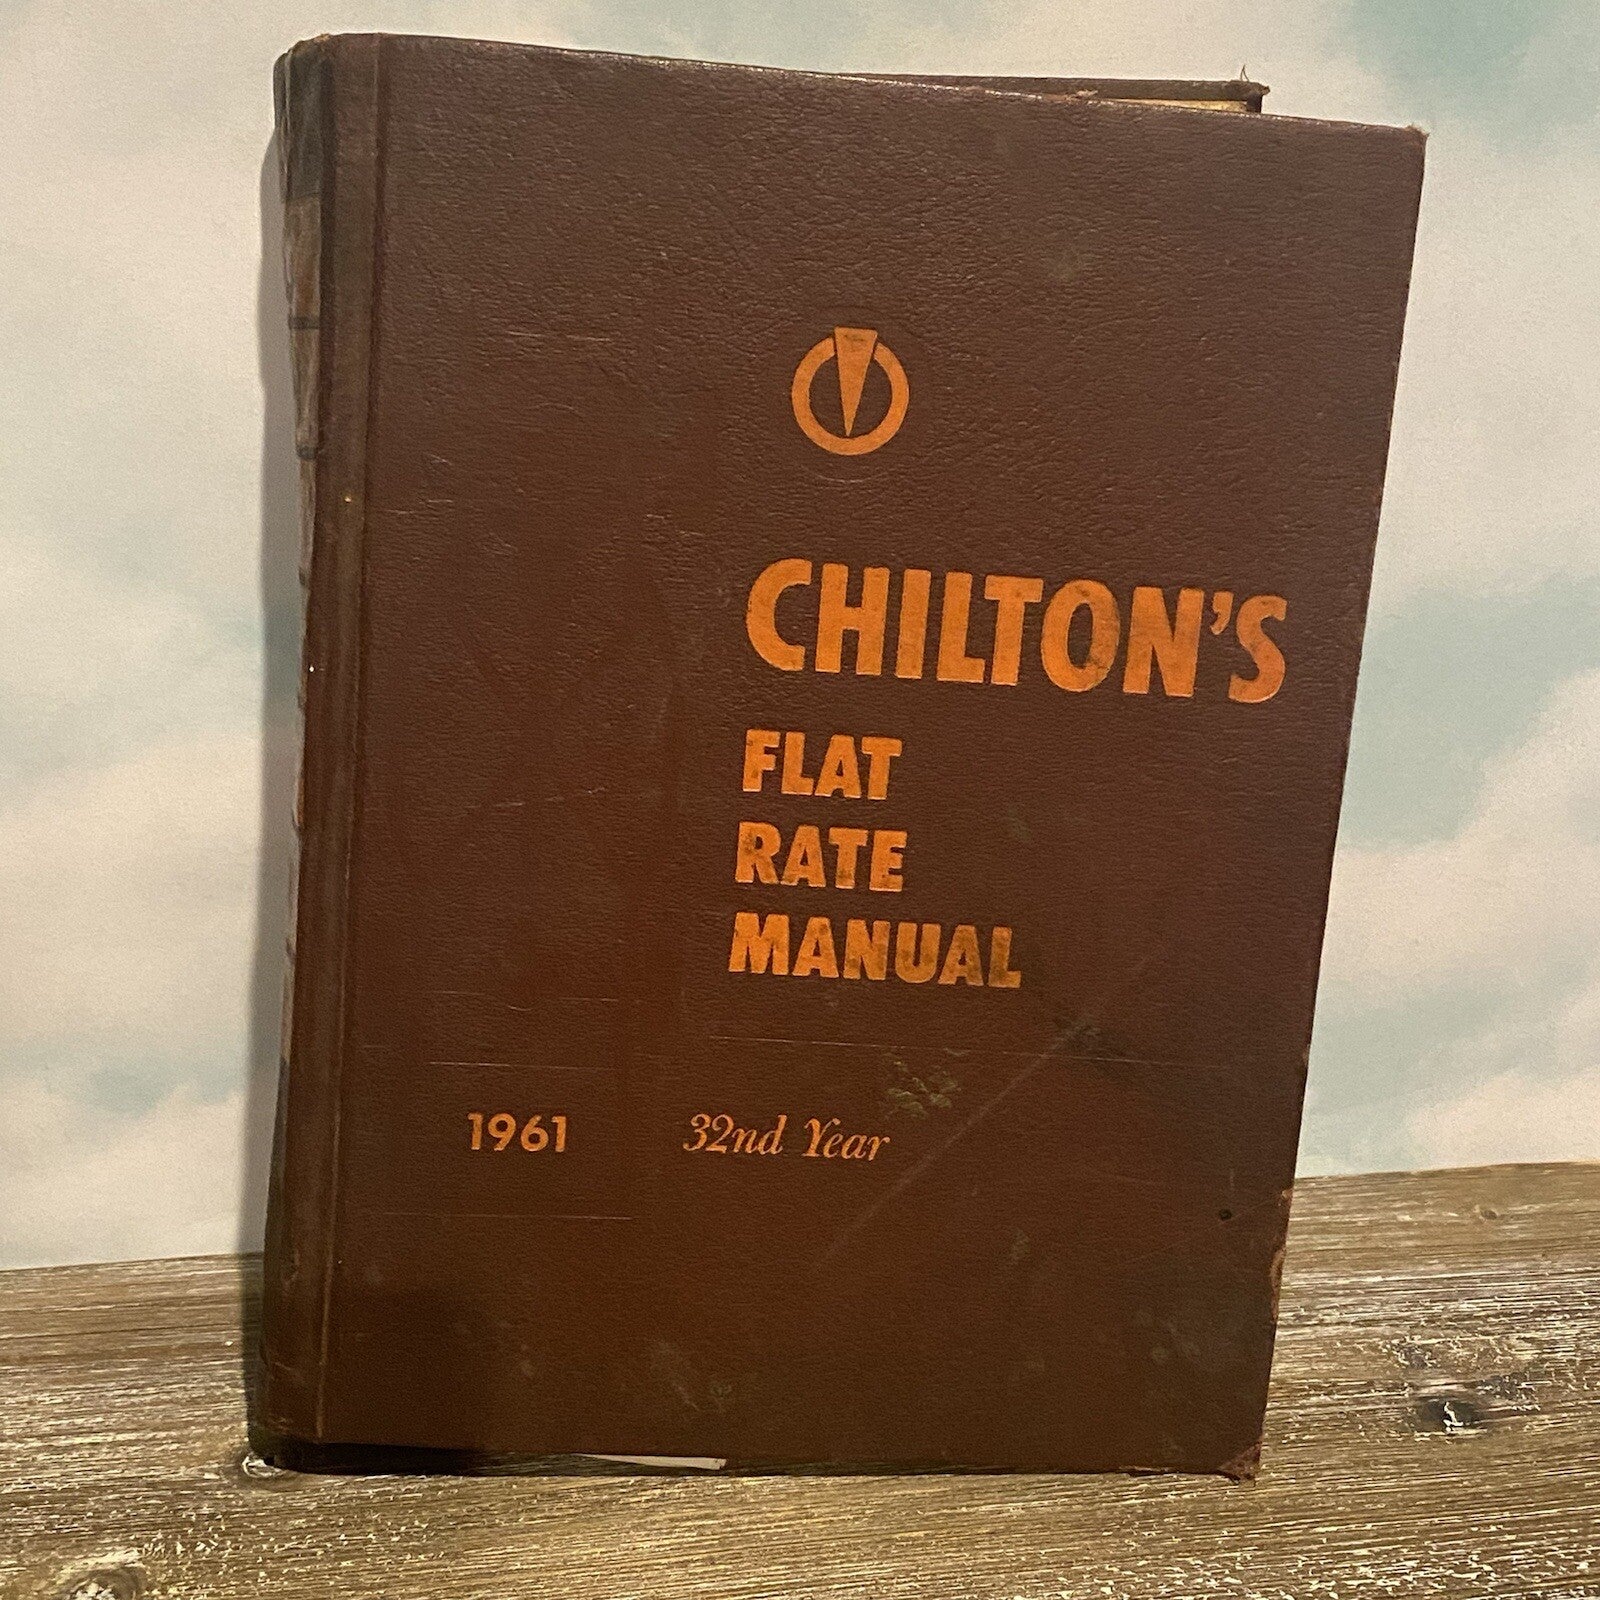 CHILTON'S
FLAT
RATE
MANUAL
1961 32nd Year